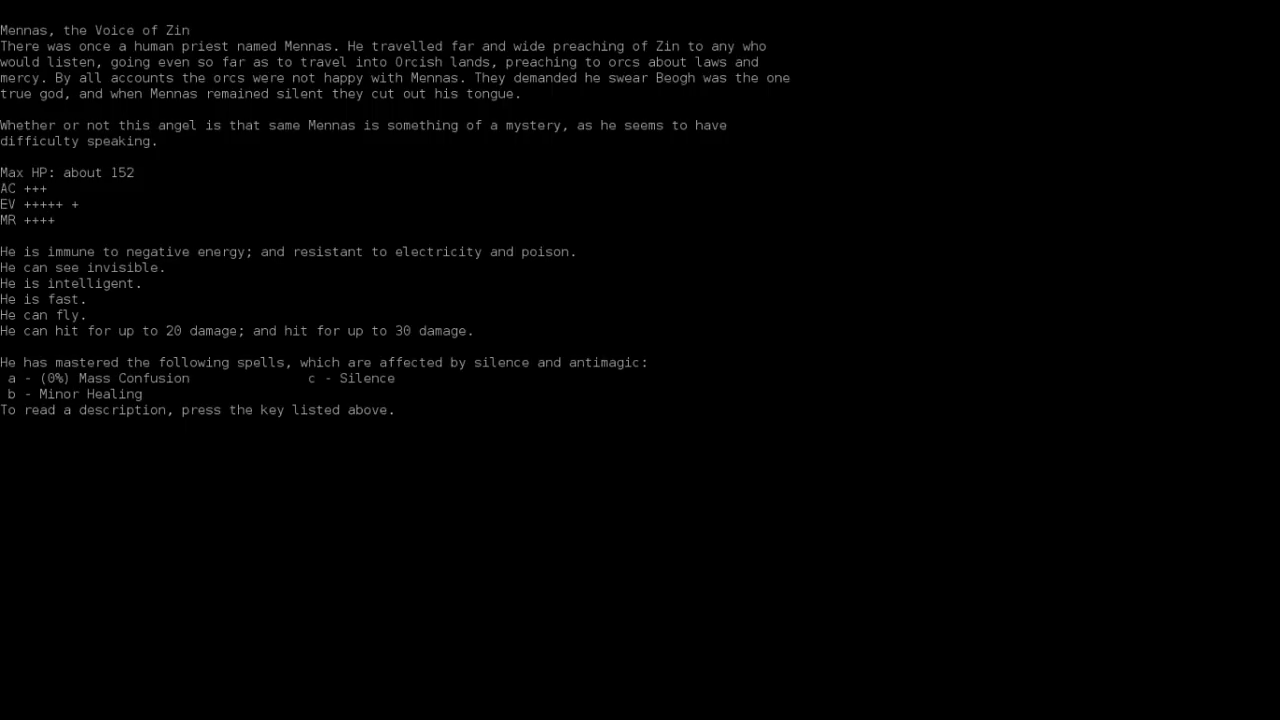 Mennas, the Voice of Zin
There was once a human priest named Mennas. He travelled far and wide preaching of Zin to any who
would listen, going even so far as to travel into Orcish lands, preaching to orcs about laws and
mercy. By all accounts the orcs were not happy with Mennas. They demanded he swear Beogh was the one
true god, and when Mennas remained silent they cut out his tongue.
Whether or not this angel is that same Mennas is something of a mystery, as he seems to have
difficulty speaking.
Max HP: about 152
AC +++
EV +++++ +
MR ++++
He is immune to negative energy; and resistant to electricity and poison.
He can see invisible.
He is intelligent.
He is fast.
He can fly.
He can hit for up to 20 damage; and hit for up to 30 damage.
He has mastered the following spells, which are affected by silence and antimagic:
a - (0%) Mass Confusion c - Silence
b - Minor Healing
To read a description, press the key listed above.